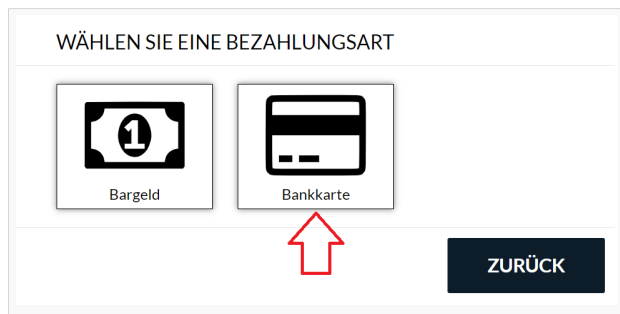 WÄHLEN SIE EINE BEZAHLUNGSART
1
Bargeld
Bankkarte
ZURÜCK